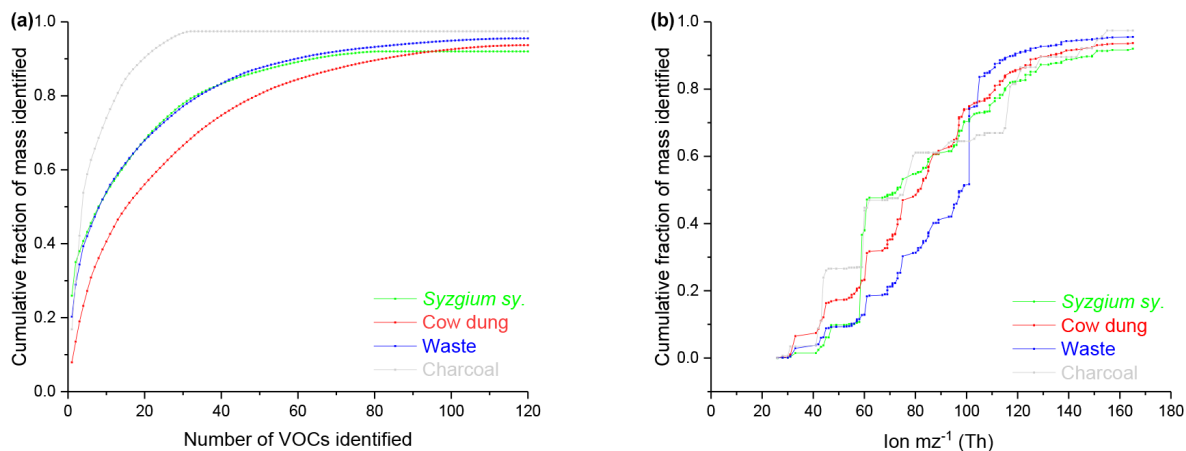 (a)
1.0
0.8
0.6
0.4
0.2
0.0
Cumulative fraction of mass identified
Syzgium sy.
Cow dung
Waste
Charcoal
0 20 40 60 80 100 120
Number of VOCs identified
(b)
1.0
0.8
0.6
0.4
0.2
0.0
Cumulative fraction of mass identified
Syzgium sy.
Cow dung
Waste
Charcoal
0 20 40 60 80 100 120 140 160 180
Ion mz⁻¹ (Th)